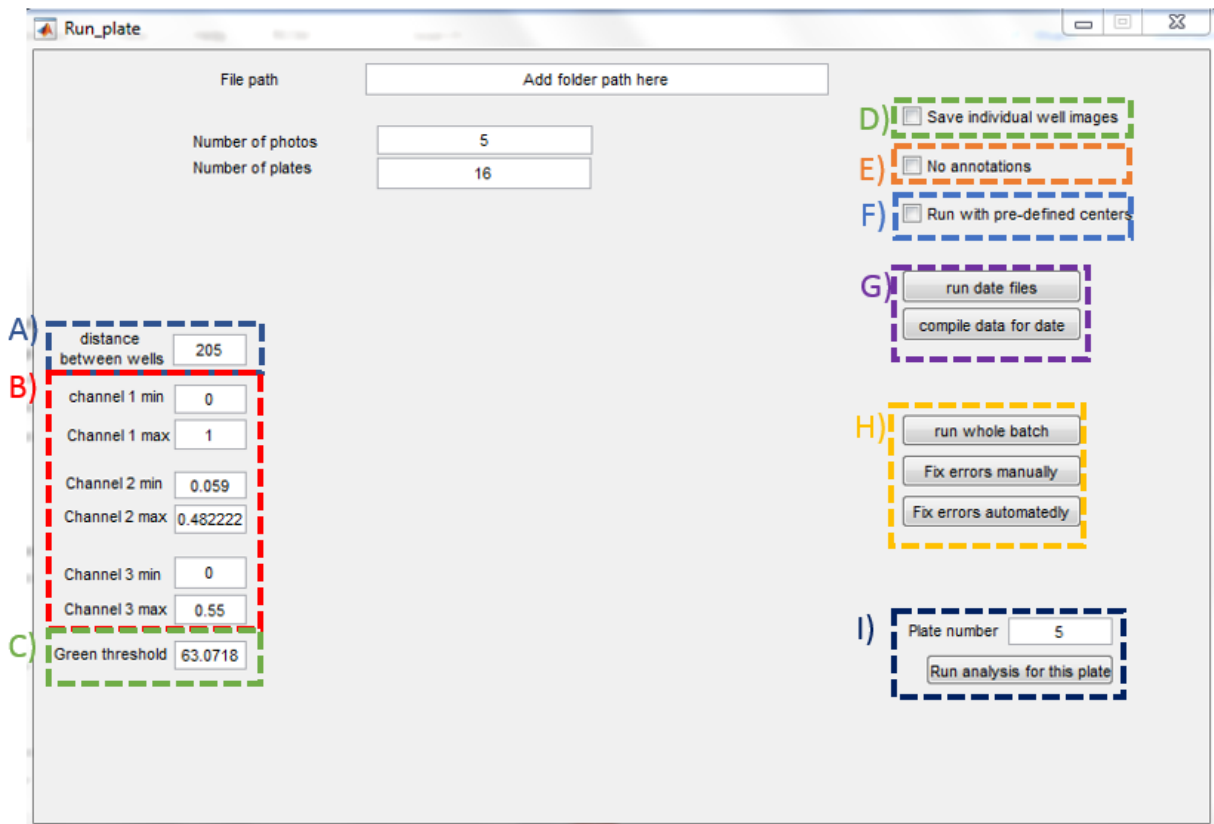 Run_plate
File path
Add folder path here
Number of photos
5
Number of plates
16
D)
Save individual well images
E)
No annotations
F)
Run with pre-defined centers
G)
run date files
compile data for date
A)
distance
between wells
205
B)
channel 1 min
0
Channel 1 max
1
Channel 2 min
0.059
Channel 2 max
0.482222
Channel 3 min
0
Channel 3 max
0.55
C)
Green threshold
63.0718
H)
run whole batch
Fix errors manually
Fix errors automatedly
I)
Plate number
5
Run analysis for this plate